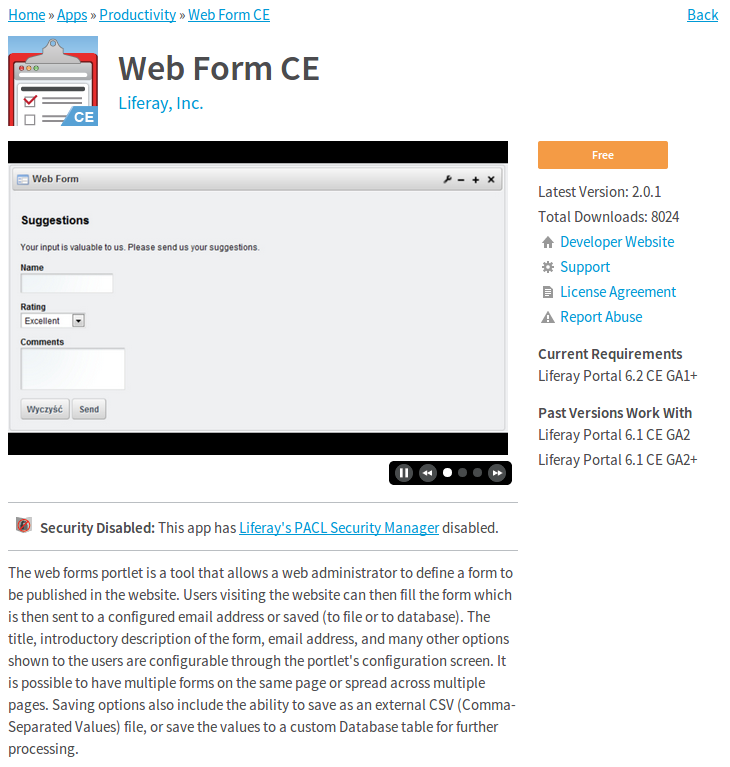 Home » Apps » Productivity » Web Form CE
Back
CE
Web Form CE
Liferay, Inc.
Web Form
Suggestions
Your input is valuable to us. Please send us your suggestions.
Name
Rating
Excellent
Comments
Wyczyść Send
Free
Latest Version: 2.0.1
Total Downloads: 8024
Developer Website
Support
License Agreement
Report Abuse
Current Requirements
Liferay Portal 6.2 CE GA1+
Past Versions Work With
Liferay Portal 6.1 CE GA2
Liferay Portal 6.1 CE GA2+
Security Disabled: This app has Liferay's PACL Security Manager disabled.
The web forms portlet is a tool that allows a web administrator to define a form to
be published in the website. Users visiting the website can then fill the form which
is then sent to a configured email address or saved (to file or to database). The
title, introductory description of the form, email address, and many other options
shown to the users are configurable through the portlet's configuration screen. It
is possible to have multiple forms on the same page or spread across multiple
pages. Saving options also include the ability to save as an external CSV (Comma-
Separated Values) file, or save the values to a custom Database table for further
processing.